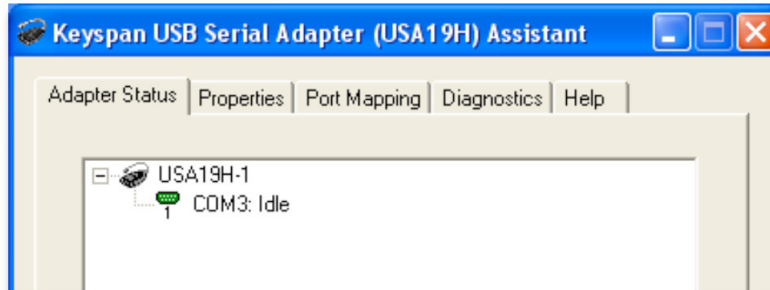 Keyspan USB Serial Adapter (USA19H) Assistant
Adapter Status Properties Port Mapping Diagnostics Help
USA19H-1
1 COM3: Idle